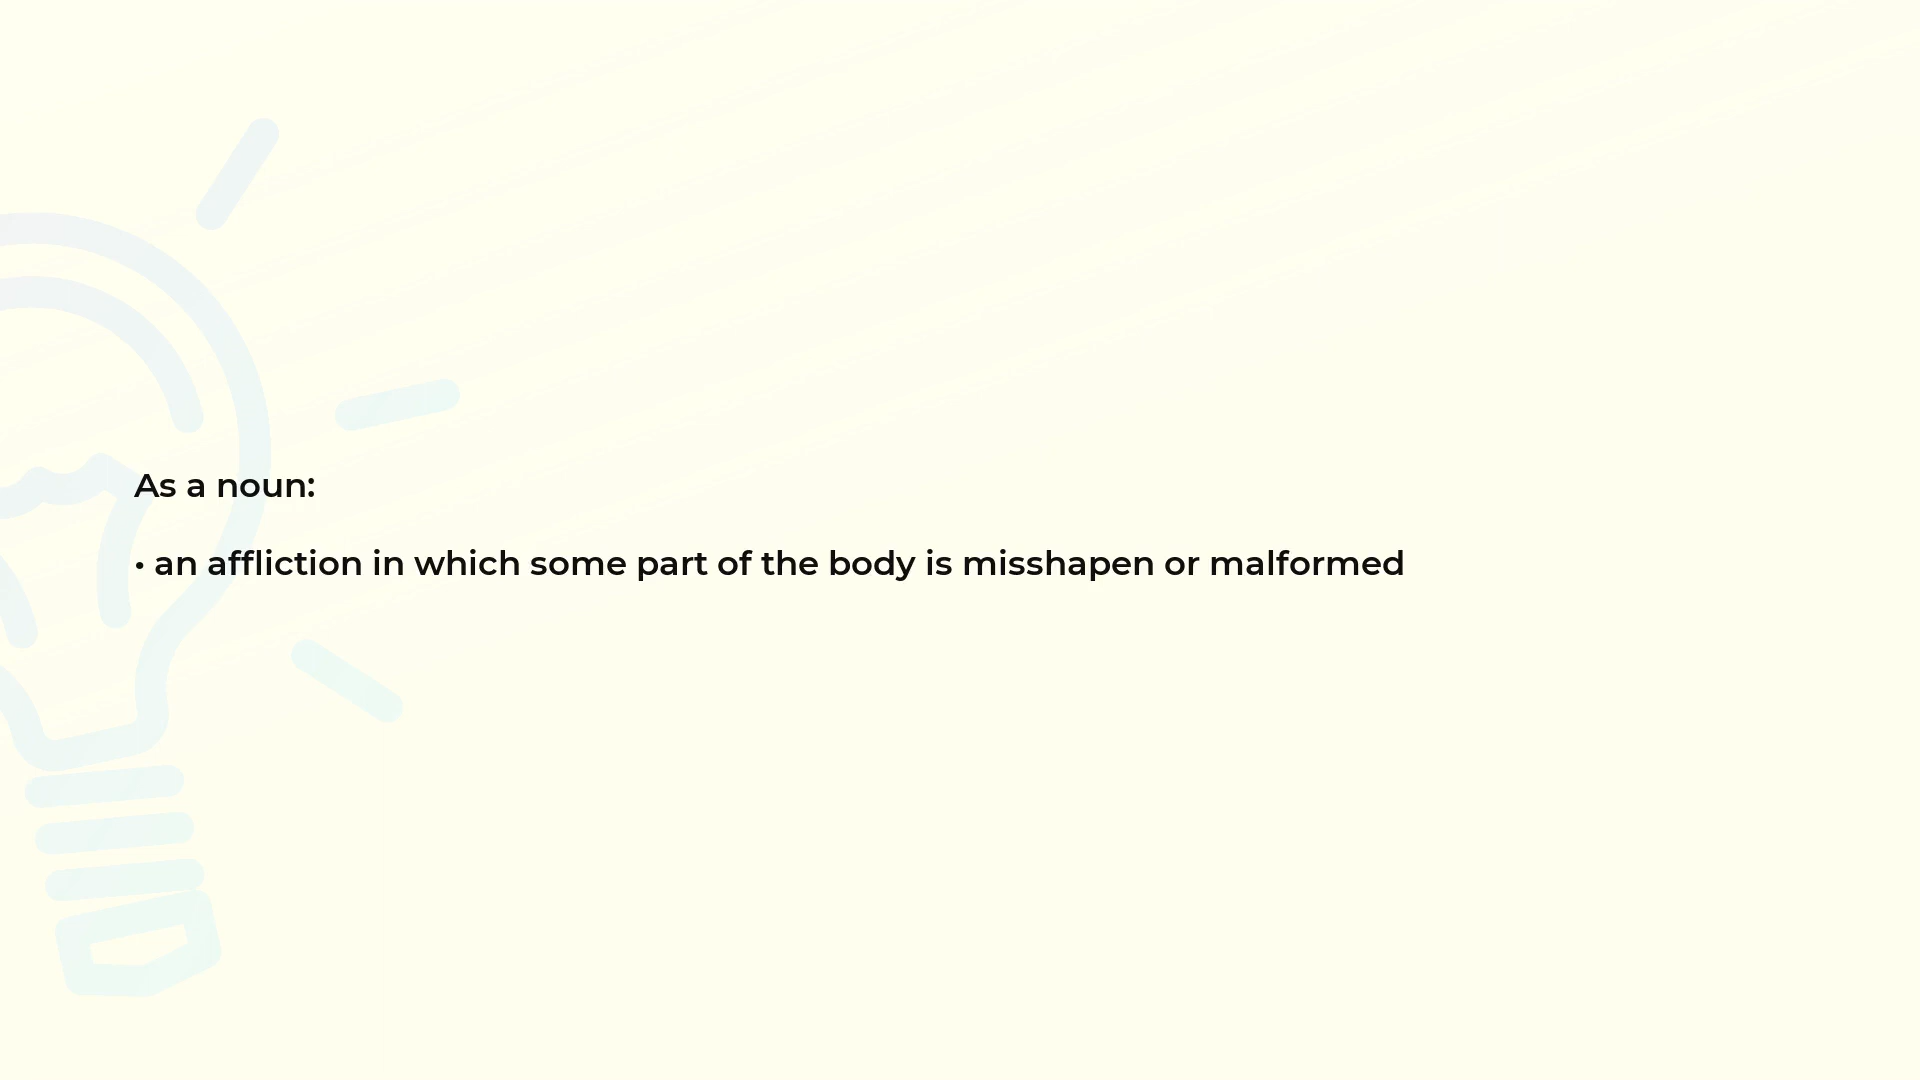 As a noun:
• an affliction in which some part of the body is misshapen or malformed